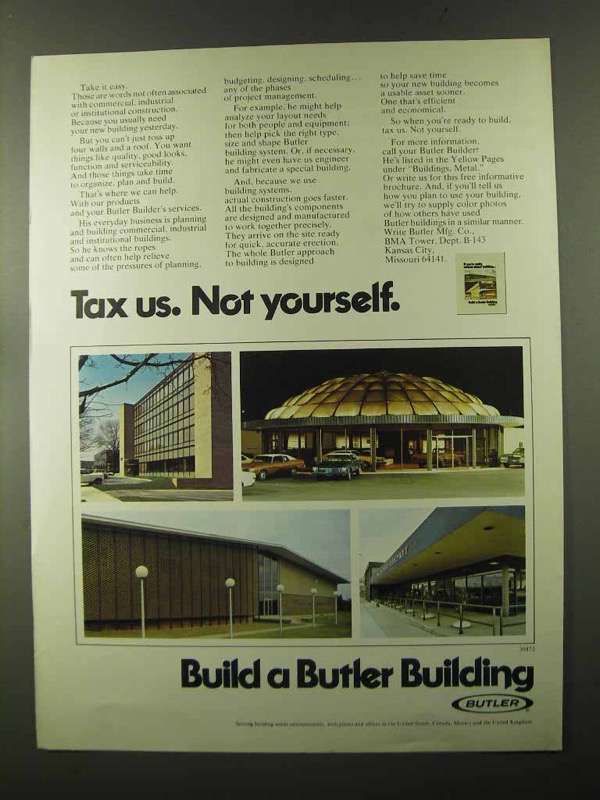 Take it easy.
Those are words not often associated
with commercial, industrial
or institutional construction.
Because you usually need
your new building yesterday.
But you can't just toss up
four walls and a roof. You want
things like quality, good looks,
function and serviceability.
And those things take time
to organize, plan and build.
That's where we can help.
With our products
and your Butler Builder's services.
His everyday business is planning
and building commercial, industrial
and institutional buildings.
So he knows the ropes
and can often help relieve
some of the pressures of planning,
budgeting, designing, scheduling...
any of the phases
of project management.
For example, he might help
analyze your layout needs
for both people and equipment;
then help pick the right type,
size and shape Butler
building system. Or, if necessary,
he might even have us engineer
and fabricate a special building.
And, because we use
building systems,
actual construction goes faster.
All the building's components
are designed and manufactured
to work together precisely.
They arrive on the site ready
for quick, accurate erection.
The whole Butler approach
to building is designed
to help save time
so your new building becomes
a usable asset sooner.
One that's efficient
and economical.
So when you're ready to build,
tax us. Not yourself.
For more information,
call your Butler Builder?
He's listed in the Yellow Pages
under "Buildings, Metal."
Or write us for this free informative
brochure. And, if you'll tell us
how you plan to use your building,
we'll try to supply color photos
of how others have used
Butler buildings in a similar manner.
Write Butler Mfg. Co.,
BMA Tower, Dept. B-143
Kansas City,
Missouri 64141.
Tax us. Not yourself.
Build a Butler Building
BUTLER